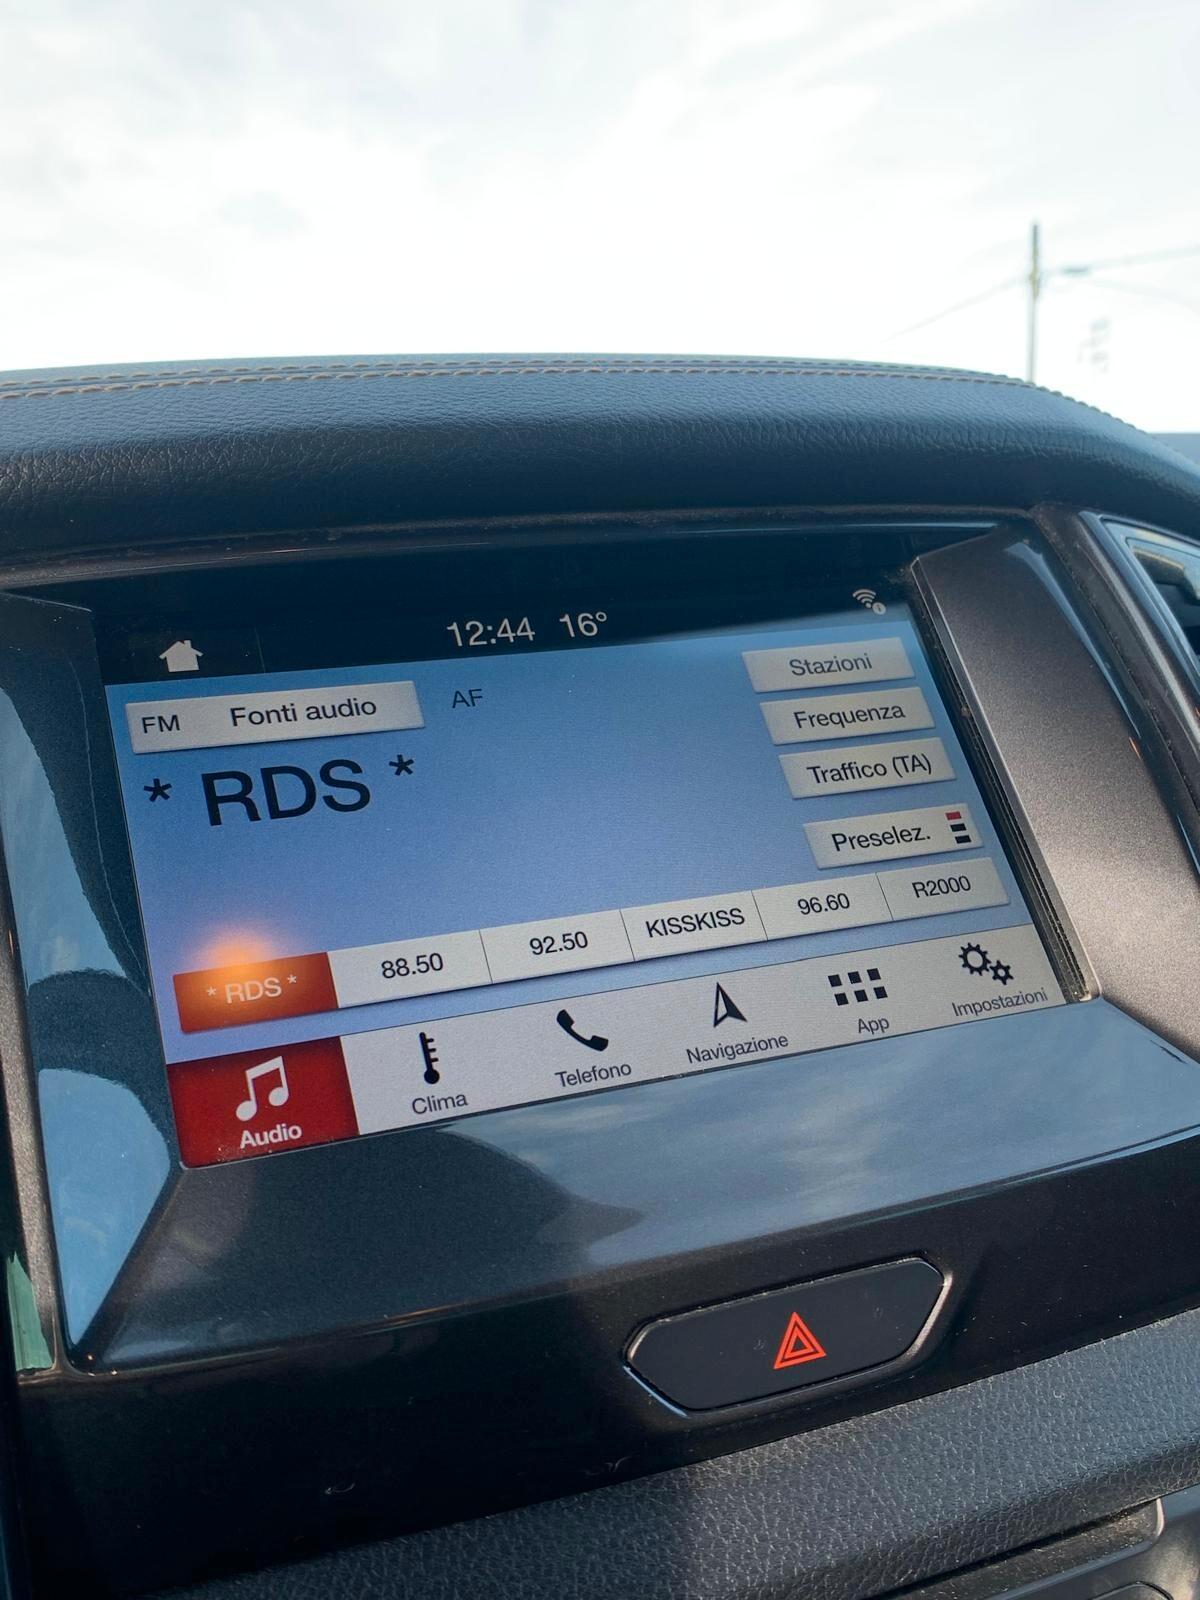 12:44 16°
FM Fonti audio
AF
* RDS *
Stazioni
Frequenza
Traffico (TA)
Preselez.
* RDS *
88.50
92.50
KISSKISS
96.60
R2000
Audio
Clima
Telefono
Navigazione
App
Impostazioni